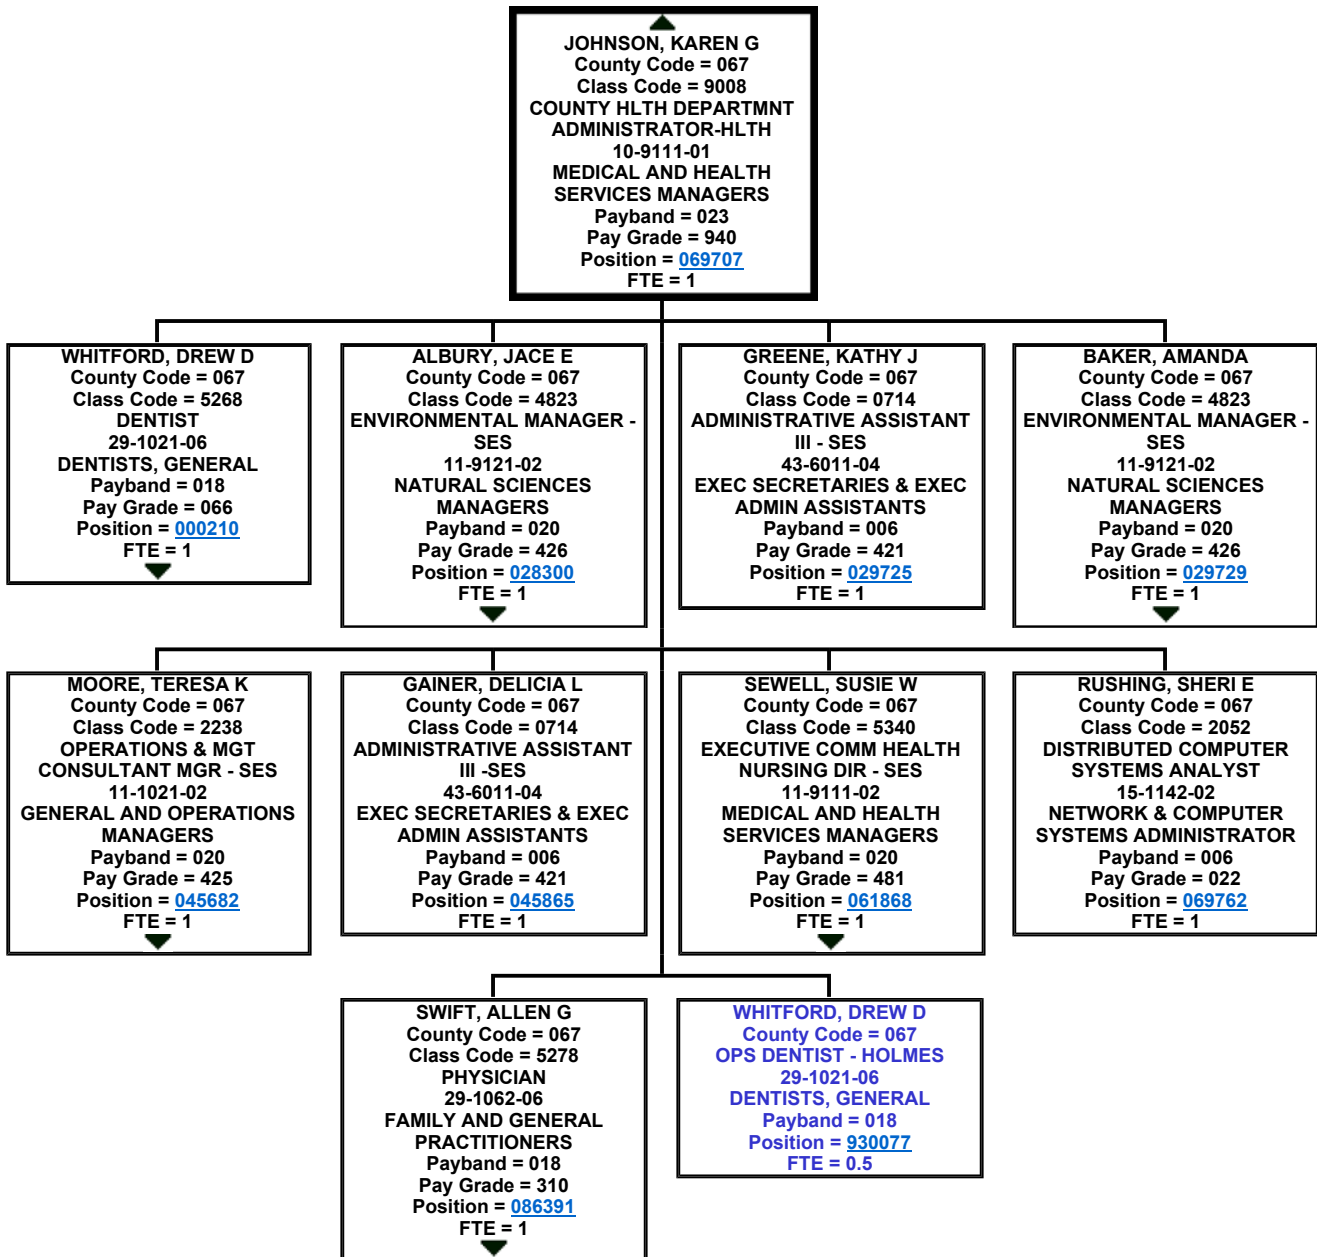 JOHNSON, KAREN G
County Code = 067
Class Code = 9008
COUNTY HLTH DEPARTMNT
ADMINISTRATOR-HLTH
10-9111-01
MEDICAL AND HEALTH
SERVICES MANAGERS
Payband = 023
Pay Grade = 940
Position = 069707
FTE = 1
WHITFORD, DREW D
County Code = 067
Class Code = 5268
DENTIST
29-1021-06
DENTISTS, GENERAL
Payband = 018
Pay Grade = 066
Position = 000210
FTE = 1
ALBURY, JACE E
County Code = 067
Class Code = 4823
ENVIRONMENTAL MANAGER -
SES
11-9121-02
NATURAL SCIENCES
MANAGERS
Payband = 020
Pay Grade = 426
Position = 028300
FTE = 1
GREENE, KATHY J
County Code = 067
Class Code = 0714
ADMINISTRATIVE ASSISTANT
III - SES
43-6011-04
EXEC SECRETARIES & EXEC
ADMIN ASSISTANTS
Payband = 006
Pay Grade = 421
Position = 029725
FTE = 1
BAKER, AMANDA
County Code = 067
Class Code = 4823
ENVIRONMENTAL MANAGER -
SES
11-9121-02
NATURAL SCIENCES
MANAGERS
Payband = 020
Pay Grade = 426
Position = 029729
FTE = 1
MOORE, TERESA K
County Code = 067
Class Code = 2238
OPERATIONS & MGT
CONSULTANT MGR - SES
11-1021-02
GENERAL AND OPERATIONS
MANAGERS
Payband = 020
Pay Grade = 425
Position = 045682
FTE = 1
GAINER, DELICIA L
County Code = 067
Class Code = 0714
ADMINISTRATIVE ASSISTANT
III -SES
43-6011-04
EXEC SECRETARIES & EXEC
ADMIN ASSISTANTS
Payband = 006
Pay Grade = 421
Position = 045865
FTE = 1
SEWELL, SUSIE W
County Code = 067
Class Code = 5340
EXECUTIVE COMM HEALTH
NURSING DIR - SES
11-9111-02
MEDICAL AND HEALTH
SERVICES MANAGERS
Payband = 020
Pay Grade = 481
Position = 061868
FTE = 1
RUSHING, SHERI E
County Code = 067
Class Code = 2052
DISTRIBUTED COMPUTER
SYSTEMS ANALYST
15-1142-02
NETWORK & COMPUTER
SYSTEMS ADMINISTRATOR
Payband = 006
Pay Grade = 022
Position = 069762
FTE = 1
SWIFT, ALLEN G
County Code = 067
Class Code = 5278
PHYSICIAN
29-1062-06
FAMILY AND GENERAL
PRACTITIONERS
Payband = 018
Pay Grade = 310
Position = 086391
FTE = 1
WHITFORD, DREW D
County Code = 067
OPS DENTIST - HOLMES
29-1021-06
DENTISTS, GENERAL
Payband = 018
Position = 930077
FTE = 0.5